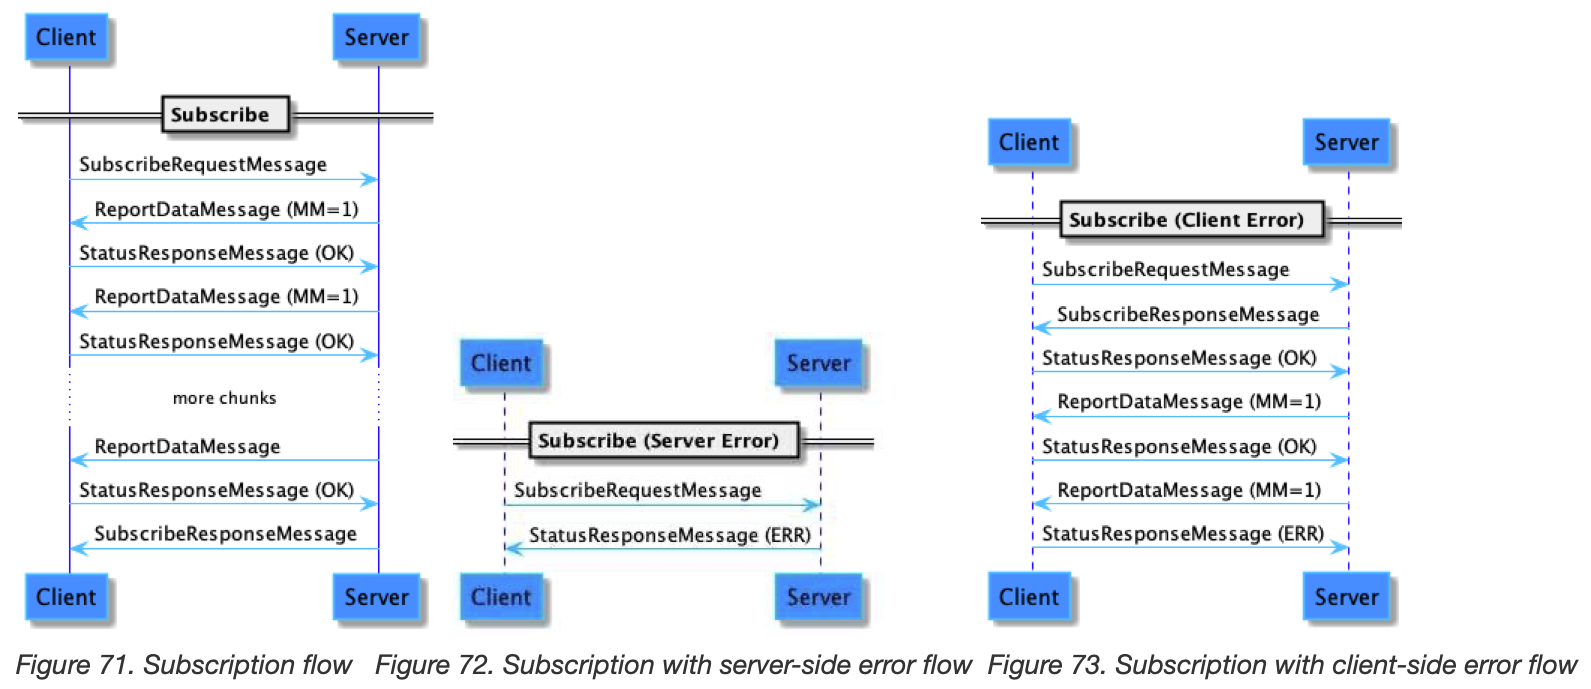 Client
Server
Subscribe
SubscribeRequestMessage
ReportDataMessage (MM=1)
StatusResponseMessage (OK)
ReportDataMessage (MM=1)
StatusResponseMessage (OK)
more chunks
ReportDataMessage
StatusResponseMessage (OK)
SubscribeResponseMessage
Client
Server
Figure 71. Subscription flow
Client
Server
Subscribe (Server Error)
SubscribeRequestMessage
StatusResponseMessage (ERR)
Client
Server
Figure 72. Subscription with server-side error flow
Client
Server
Subscribe (Client Error)
SubscribeRequestMessage
SubscribeResponseMessage
StatusResponseMessage (OK)
ReportDataMessage (MM=1)
StatusResponseMessage (OK)
ReportDataMessage (MM=1)
StatusResponseMessage (ERR)
Client
Server
Figure 73. Subscription with client-side error flow